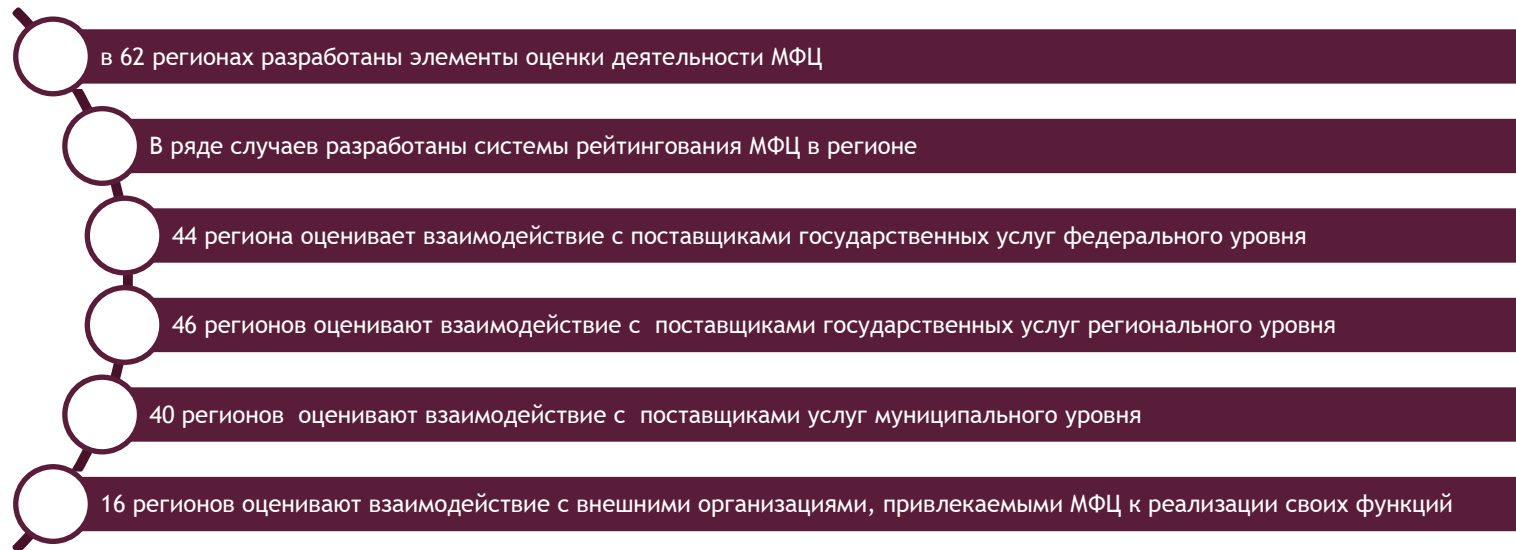 в 62 регионах разработаны элементы оценки деятельности МФЦ
В ряде случаев разработаны системы рейтингования МФЦ в регионе
44 региона оценивает взаимодействие с поставщиками государственных услуг федерального уровня
46 регионов оценивают взаимодействие с  поставщиками государственных услуг регионального уровня
40 регионов  оценивают взаимодействие с  поставщиками услуг муниципального уровня
16 регионов оценивают взаимодействие с внешними организациями, привлекаемыми МФЦ к реализации своих функций